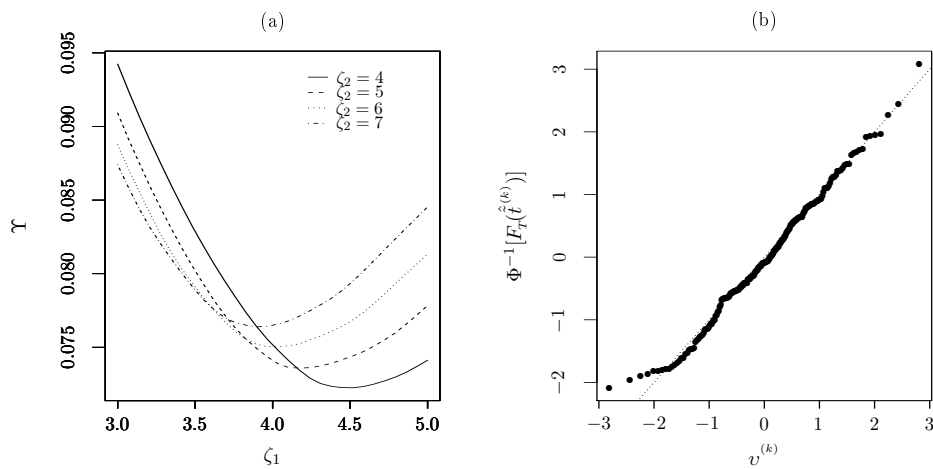 (a)
0.095
0.090
0.085
0.080
0.075
Υ
3.0 3.5 4.0 4.5 5.0
ζ₁
ζ₂ = 4
ζ₂ = 5
ζ₂ = 6
ζ₂ = 7
(b)
3
2
1
0
−1
−2
Φ⁻¹[F_T(t̃̂⁽ᵏ⁾)]
−3 −2 −1 0 1 2 3
υ⁽ᵏ⁾